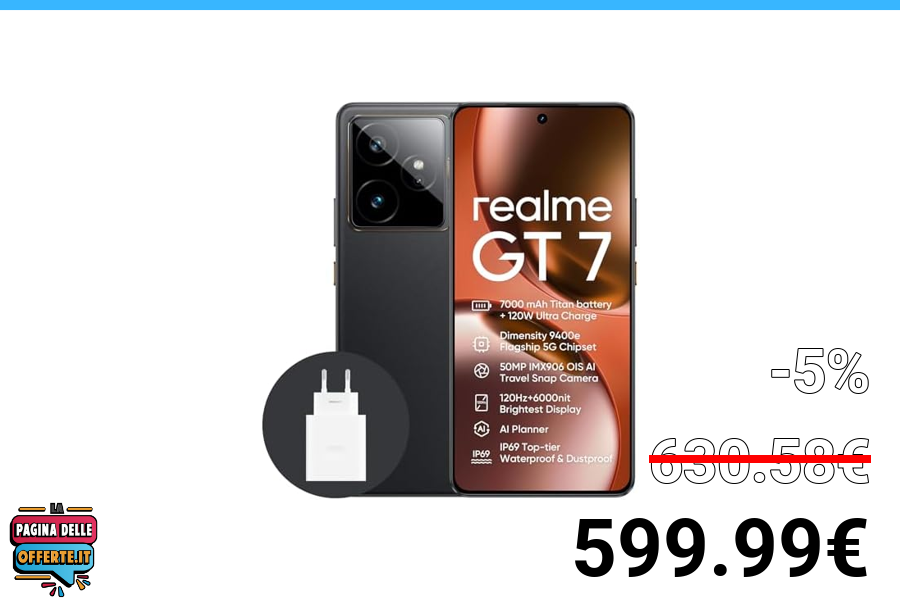 realme
GT 7
7000 mAh Titan battery
+ 120W Ultra Charge
Dimensity 9400e
Flagship 5G Chipset
50MP IMX906 OIS AI
Travel Snap Camera
120Hz+6000nit
Brightest Display
AI
AI Planner
IP69
IP69 Top-tier
Waterproof & Dustproof
-5%
630.58€
599.99€
LA
PAGINA DELLE
OFFERTE.IT